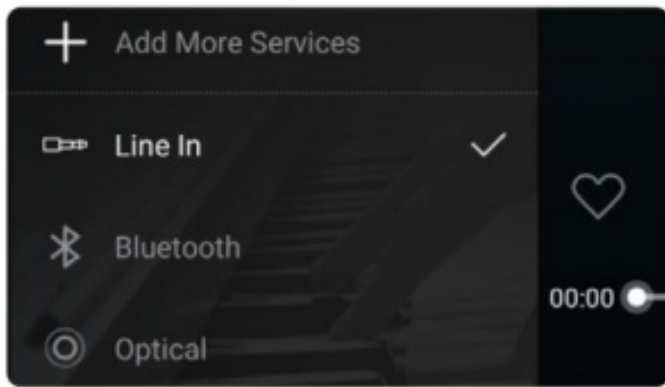 Add More Services
Line In
Bluetooth
00:00
Optical